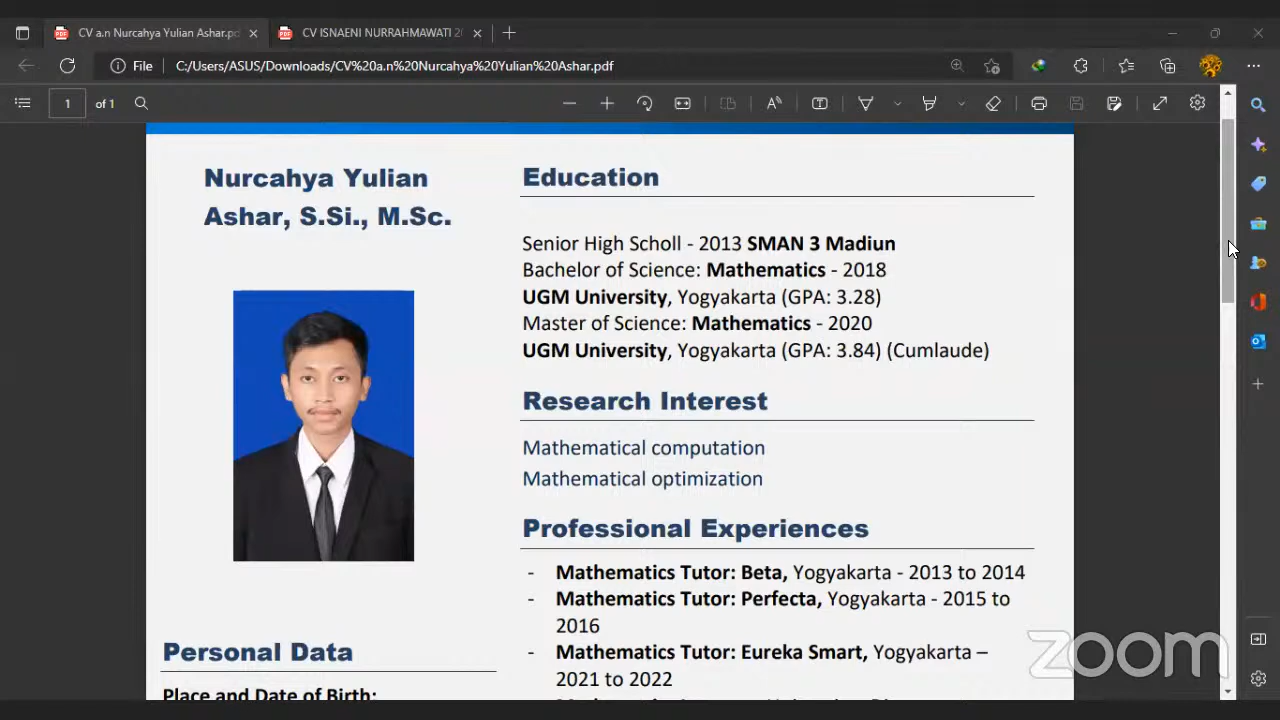 CV a.n Nurcahya Yulian Ashar.pd
CV ISNAENI NURRAHMAWATI 20
File
C:/Users/ASUS/Downloads/CV%20a.n%20Nurcahya%20Yulian%20Ashar.pdf
1 of 1
Nurcahya Yulian
Ashar, S.Si., M.Sc.
Personal Data
Place and Date of Birth:
Education
Senior High Scholl - 2013 SMAN 3 Madiun
Bachelor of Science: Mathematics - 2018
UGM University, Yogyakarta (GPA: 3.28)
Master of Science: Mathematics - 2020
UGM University, Yogyakarta (GPA: 3.84) (Cumlaude)
Research Interest
Mathematical computation
Mathematical optimization
Professional Experiences
- Mathematics Tutor: Beta, Yogyakarta - 2013 to 2014
- Mathematics Tutor: Perfecta, Yogyakarta - 2015 to
2016
- Mathematics Tutor: Eureka Smart, Yogyakarta –
2021 to 2022
zoom